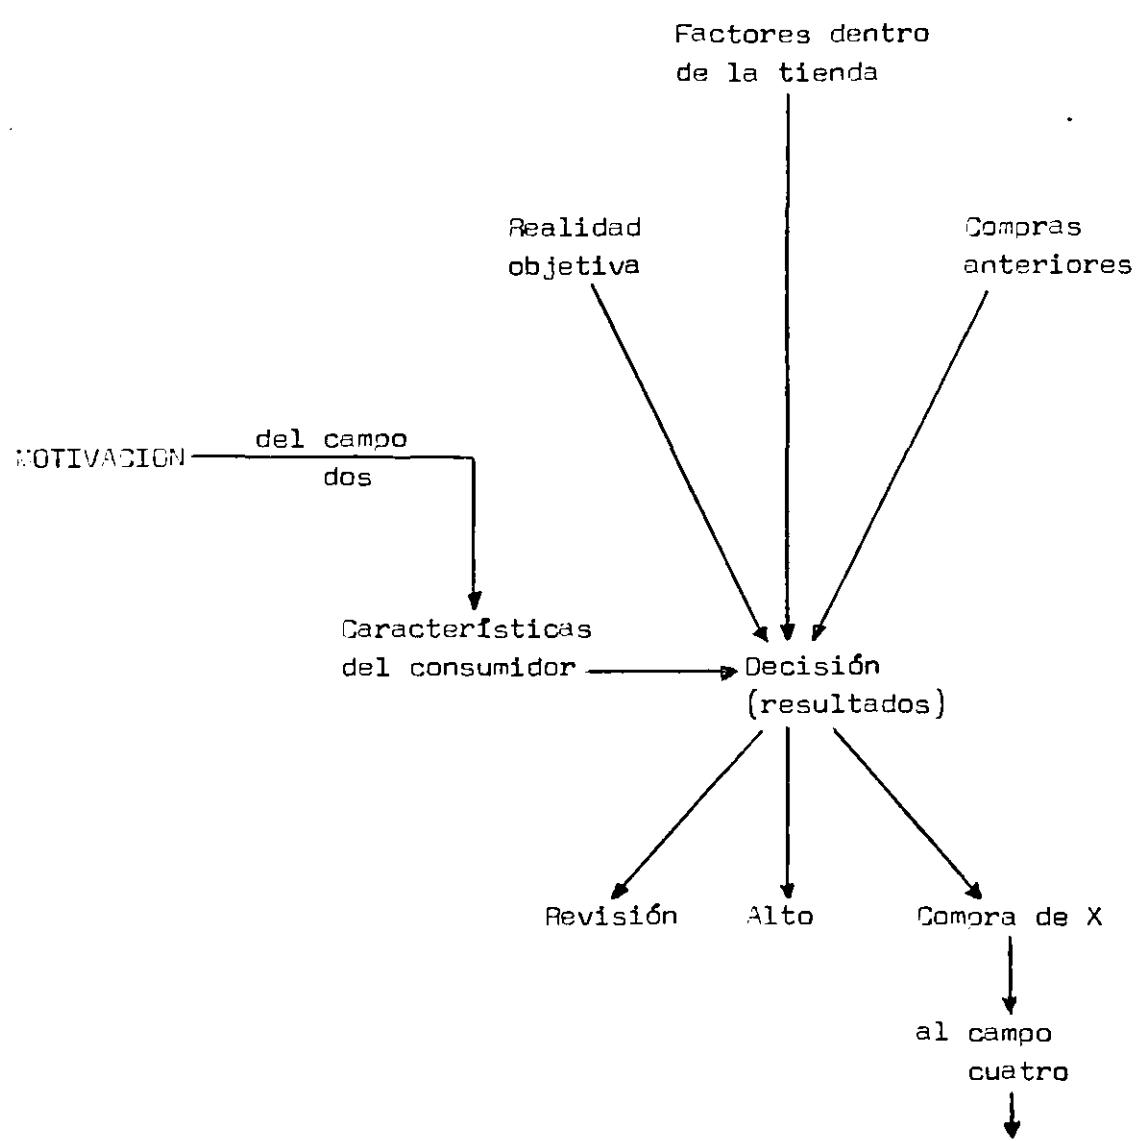 Factores dentro
de la tienda
Realidad
objetiva
Compras
anteriores
MOTIVACION
del campo
dos
Características
del consumidor
Decisión
(resultados)
Revisión
Alto
Compra de X
al campo
cuatro